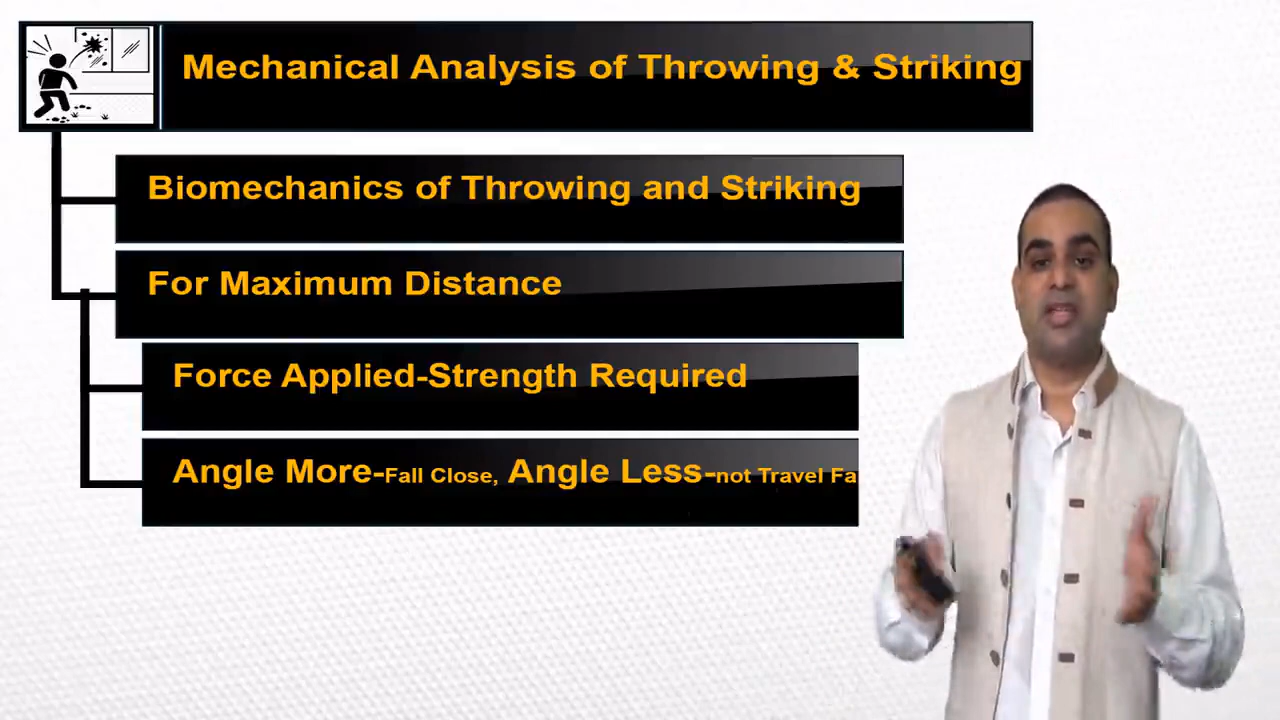 Mechanical Analysis of Throwing & Striking
Biomechanics of Throwing and Striking
For Maximum Distance
Force Applied-Strength Required
Angle More-Fall Close, Angle Less-not Travel Fa